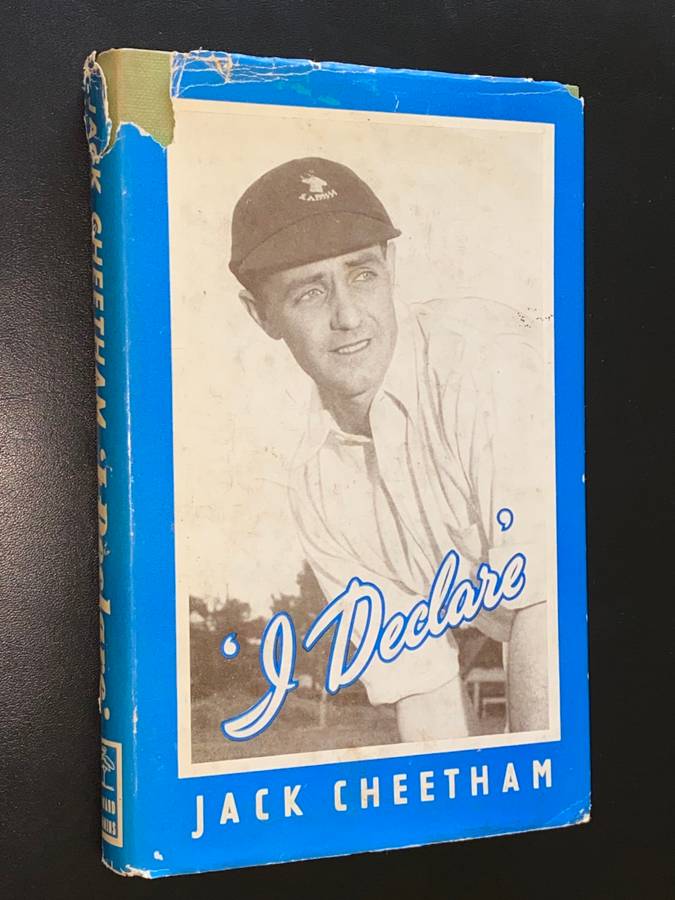 'I Declare'
JACK CHEETHAM
JACK CHEETHAM 'I Declare'